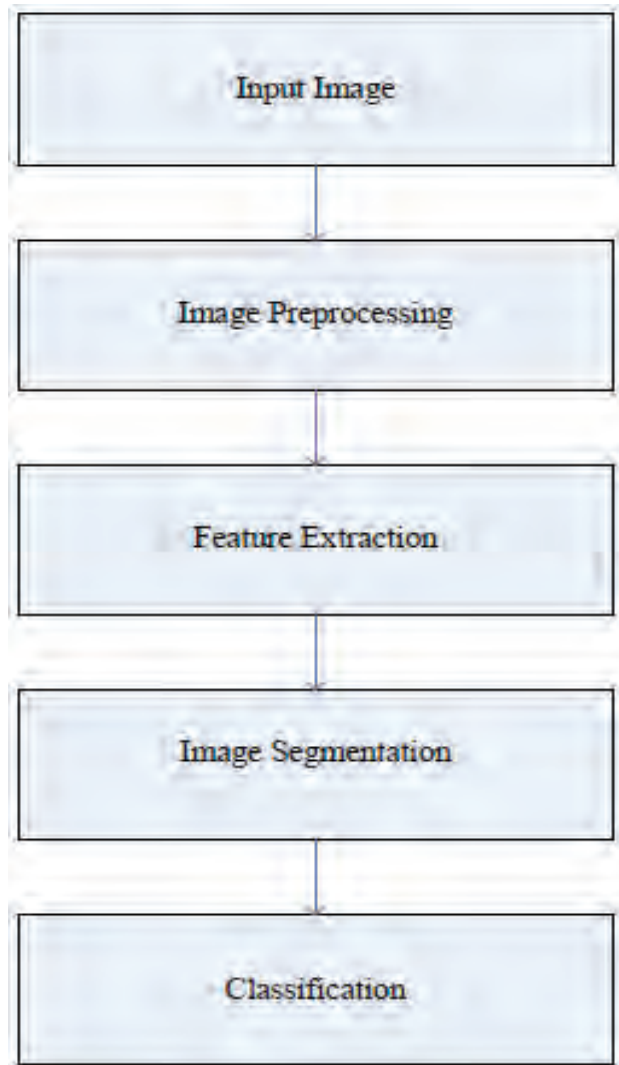 Input Image
Image Preprocessing
Feature Extraction
Image Segmentation
Classification